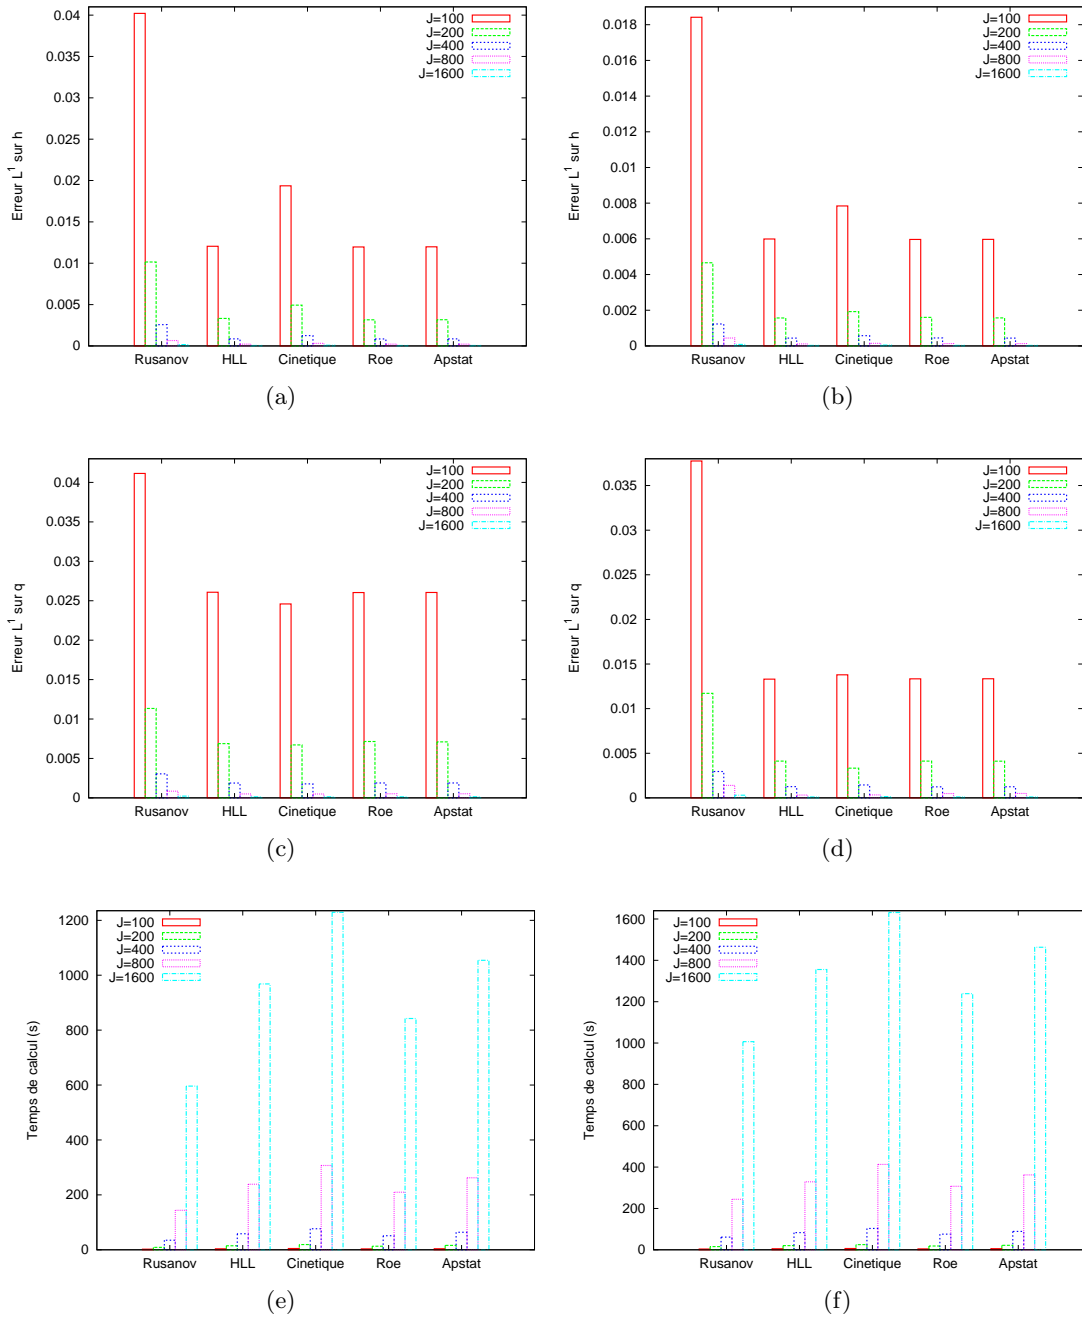 Erreur L¹ sur h
0.04
0.04
0.035
0.03
0.025
0.02
0.015
0.01
0.005
0
J=100
J=200
J=400
J=800
J=1600
Rusanov HLL Cinetique Roe Apstat
(a)
Erreur L¹ sur h
0.018
0.016
0.014
0.012
0.01
0.008
0.006
0.004
0.002
0
J=100
J=200
J=400
J=800
J=1600
Rusanov HLL Cinetique Roe Apstat
(b)
Erreur L¹ sur q
0.04
0.035
0.03
0.025
0.02
0.015
0.01
0.005
0
J=100
J=200
J=400
J=800
J=1600
Rusanov HLL Cinetique Roe Apstat
(c)
Erreur L¹ sur q
0.035
0.03
0.025
0.02
0.015
0.01
0.005
0
J=100
J=200
J=400
J=800
J=1600
Rusanov HLL Cinetique Roe Apstat
(d)
Temps de calcul (s)
1200
1000
800
600
400
200
0
J=100
J=200
J=400
J=800
J=1600
Rusanov HLL Cinetique Roe Apstat
(e)
Temps de calcul (s)
1600
1400
1200
1000
800
600
400
200
0
J=100
J=200
J=400
J=800
J=1600
Rusanov HLL Cinetique Roe Apstat
(f)